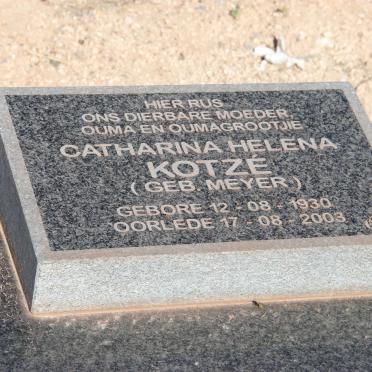 HIER RUS
ONS DIERBARE MOEDER
OUMA EN OUMAGROOTJIE
CATHARINA HELENA
KOTZÉ
( GEB. MEYER )
GEBORE 12 - 08 - 1930
OORLEDE 17 - 08 - 2003